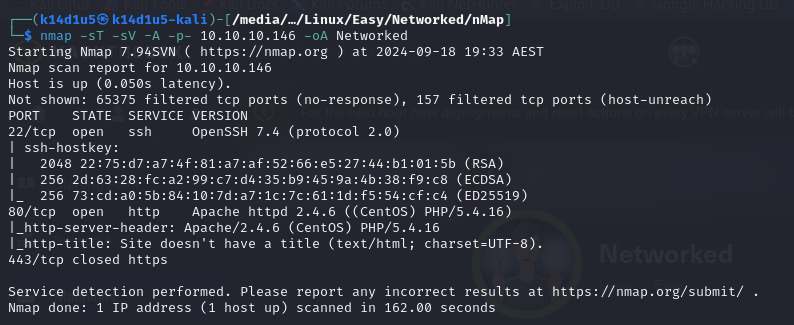 Kali Docs
Kali NetHunter
Exploit-DB
Google Hacking DB
┌──(k14d1u5㉿k14d1u5-kali)-[/media/…/Linux/Easy/Networked/nMap]
└─$ nmap -sT -sV -A -p- 10.10.10.146 -oA Networked
Starting Nmap 7.94SVN ( https://nmap.org ) at 2024-09-18 19:33 AEST
Nmap scan report for 10.10.10.146
Host is up (0.050s latency).
Not shown: 65375 filtered tcp ports (no-response), 157 filtered tcp ports (host-unreach)
PORT    STATE  SERVICE VERSION
22/tcp  open   ssh     OpenSSH 7.4 (protocol 2.0)
| ssh-hostkey:
|   2048 22:75:d7:a7:4f:81:a7:af:52:66:e5:27:44:b1:01:5b (RSA)
|   256 2d:63:28:fc:a2:99:c7:d4:35:b9:45:9a:4b:38:f9:c8 (ECDSA)
|_  256 73:cd:a0:5b:84:10:7d:a7:1c:7c:61:1d:f5:54:cf:c4 (ED25519)
80/tcp  open   http    Apache httpd 2.4.6 ((CentOS) PHP/5.4.16)
|_http-server-header: Apache/2.4.6 (CentOS) PHP/5.4.16
|_http-title: Site doesn't have a title (text/html; charset=UTF-8).
443/tcp closed https
Networked
Service detection performed. Please report any incorrect results at https://nmap.org/submit/ .
Nmap done: 1 IP address (1 host up) scanned in 162.00 seconds